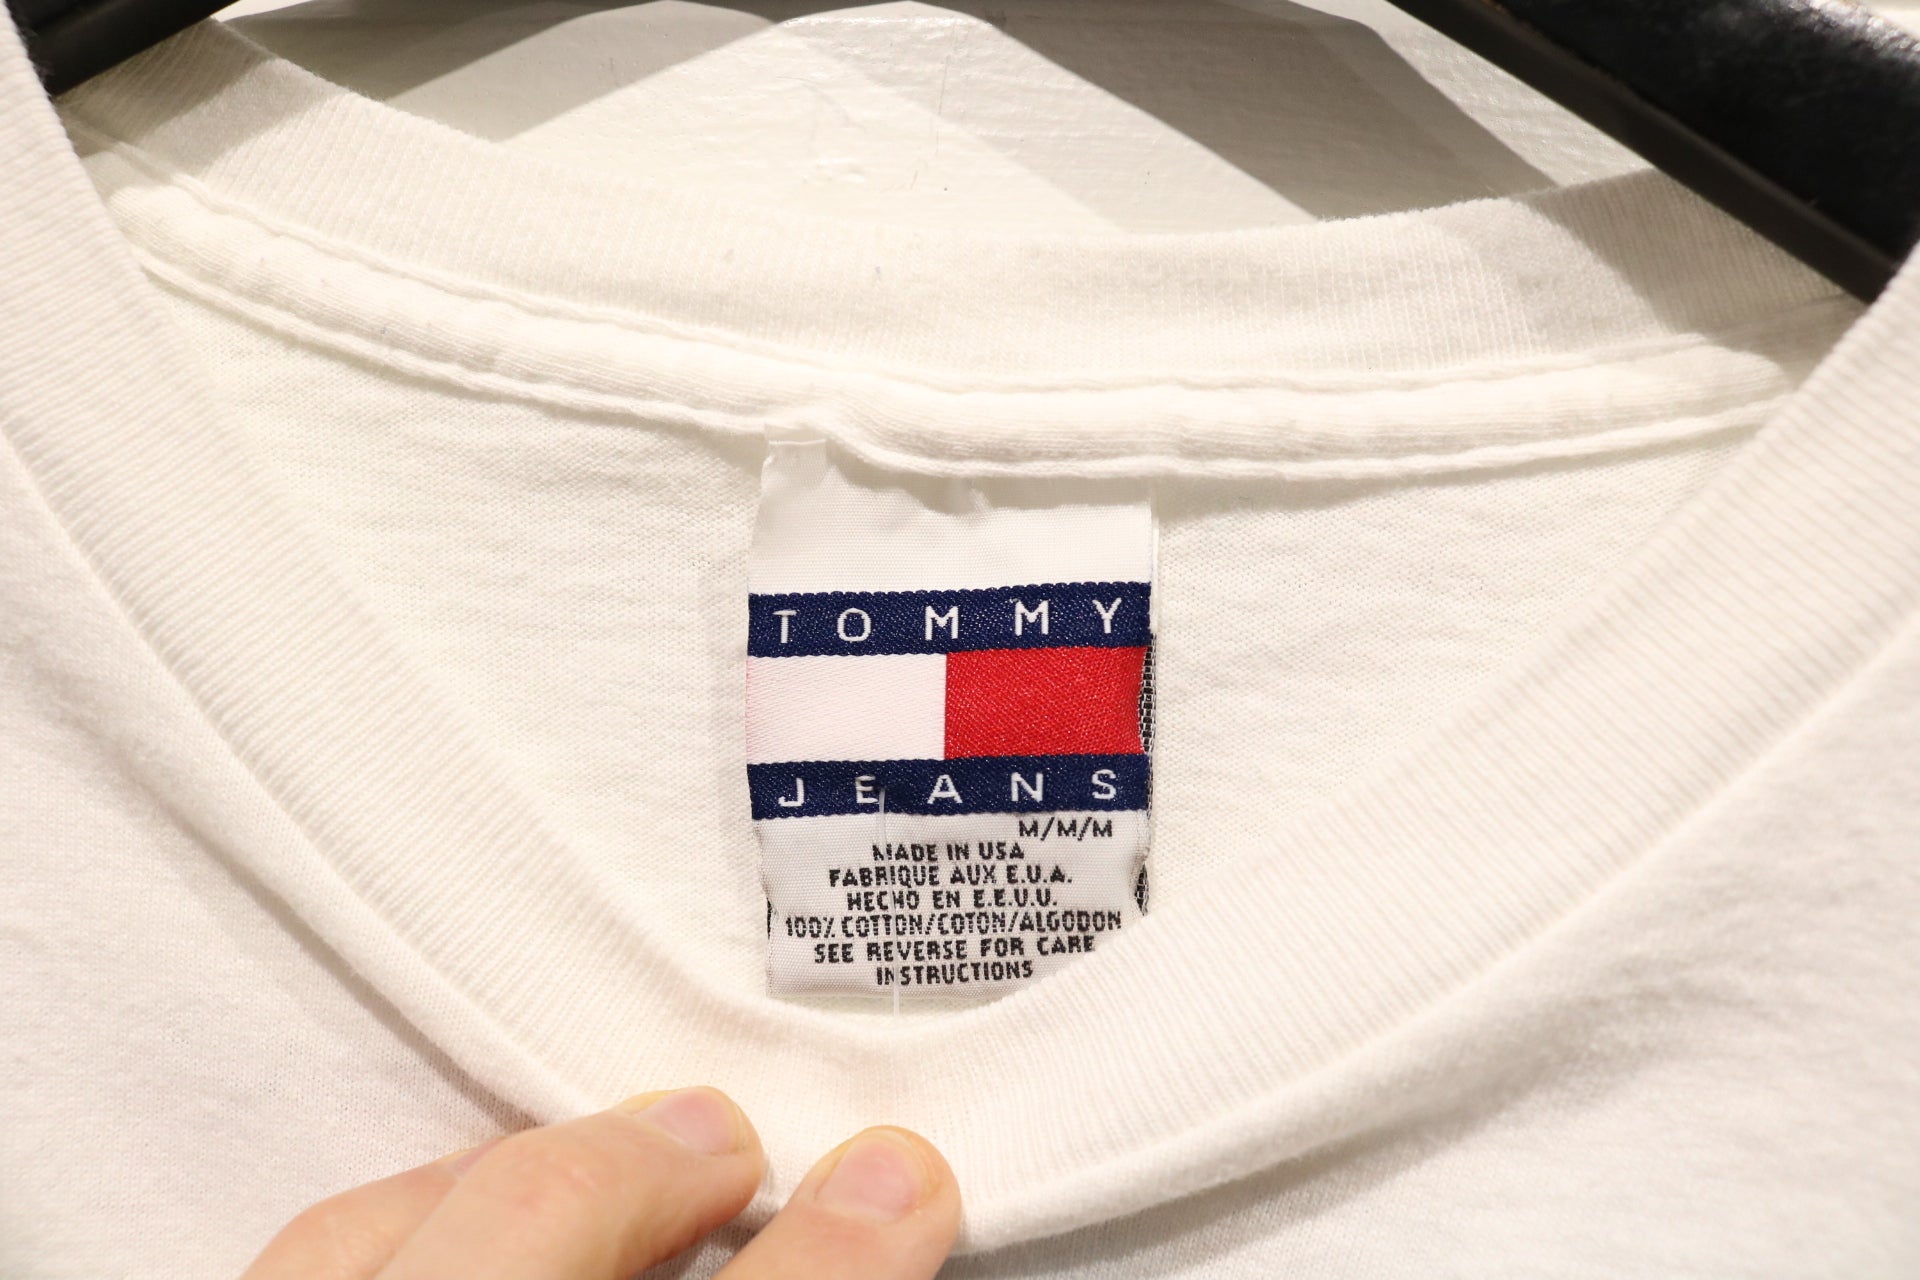 TOMMY
JEANS
M/M/M
MADE IN USA
FABRIQUE AUX E.U.A.
HECHO EN E.E.U.U.
100% COTTON/COTON/ALGODON
SEE REVERSE FOR CARE
INSTRUCTIONS